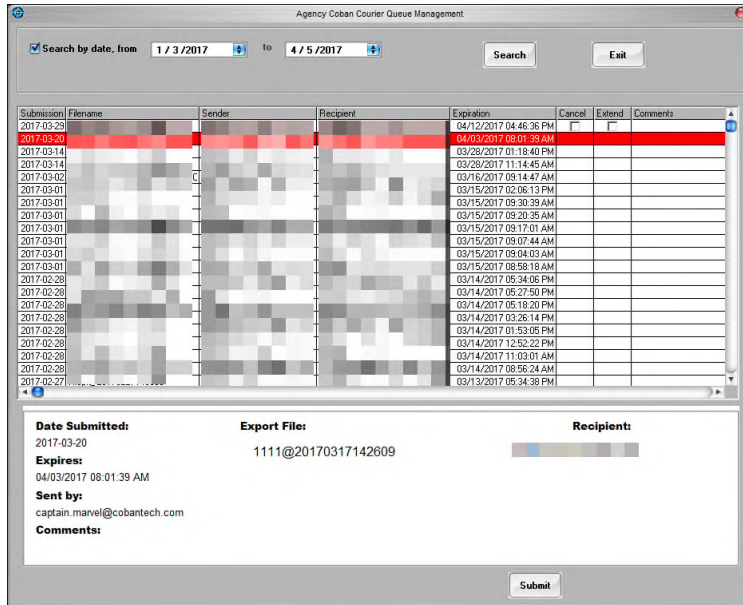 Agency Coban Courier Queue Management
Search by date, from 1 / 3 /2017 to 4 / 5 /2017 Search Exit
Submission Filename Sender Recipient Expiration Cancel Extend Comments
2017-03-29 04/12/2017 04:46:36 PM
2017-03-20 04/03/2017 08:01:39 AM
2017-03-14 03/28/2017 01:18:40 PM
2017-03-14 03/28/2017 11:14:45 AM
2017-03-02 03/16/2017 09:14:47 AM
2017-03-01 03/15/2017 02:06:13 PM
2017-03-01 03/15/2017 09:30:39 AM
2017-03-01 03/15/2017 09:20:35 AM
2017-03-01 03/15/2017 09:17:01 AM
2017-03-01 03/15/2017 09:07:44 AM
2017-03-01 03/15/2017 09:04:03 AM
2017-03-01 03/15/2017 08:58:18 AM
2017-02-28 03/14/2017 05:34:06 PM
2017-02-28 03/14/2017 05:27:50 PM
2017-02-28 03/14/2017 05:18:20 PM
2017-02-28 03/14/2017 03:26:14 PM
2017-02-28 03/14/2017 01:53:05 PM
2017-02-28 03/14/2017 12:52:22 PM
2017-02-28 03/14/2017 11:03:01 AM
2017-02-28 03/14/2017 08:56:24 AM
2017-02-27 03/13/2017 05:34:38 PM
Date Submitted: Export File: Recipient:
2017-03-20 1111@20170317142609
Expires:
04/03/2017 08:01:39 AM
Sent by:
captain.marvel@cobantech.com
Comments:
Submit